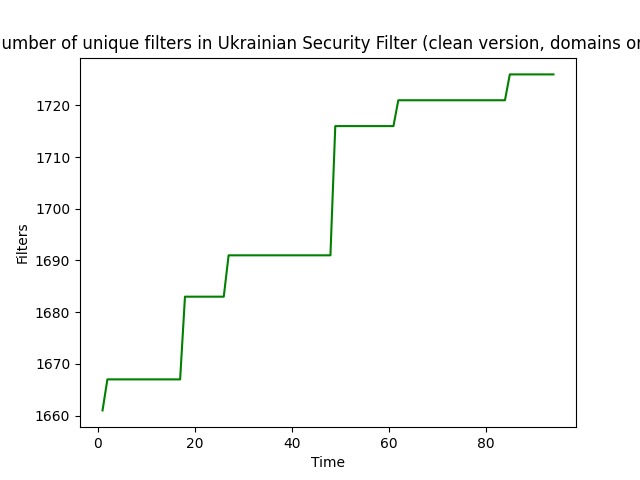 umber of unique filters in Ukrainian Security Filter (clean version, domains or
1720
1710
1700
1690
1680
1670
1660
Filters
0 20 40 60 80
Time